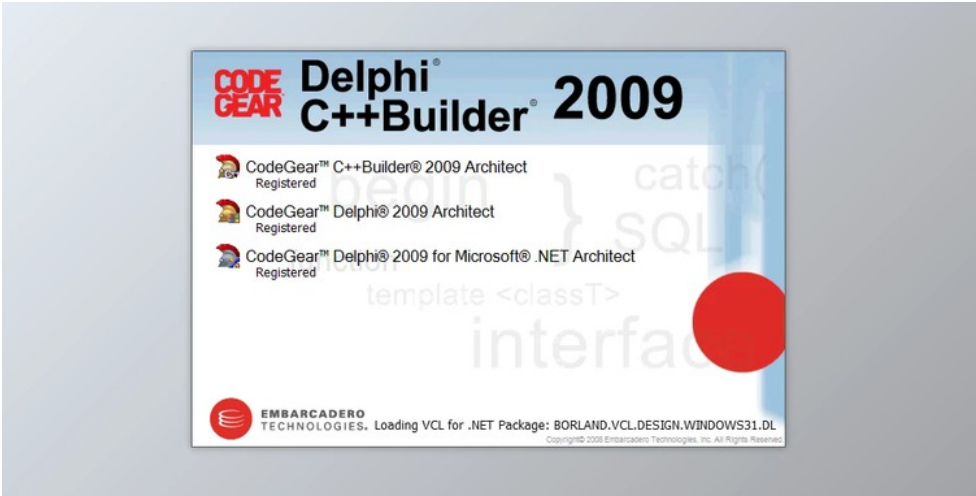 CODE
GEAR
Delphi®
C++Builder® 2009
CodeGear™ C++Builder® 2009 Architect
Registered
CodeGear™ Delphi® 2009 Architect
Registered
CodeGear™ Delphi® 2009 for Microsoft® .NET Architect
Registered
begin
}
catch(
SQL
function
template <classT>
interface
EMBARCADERO
TECHNOLOGIES.
Loading VCL for .NET Package: BORLAND.VCL.DESIGN.WINDOWS31.DL
Copyright© 2008 Embarcadero Technologies, Inc. All Rights Reserved.